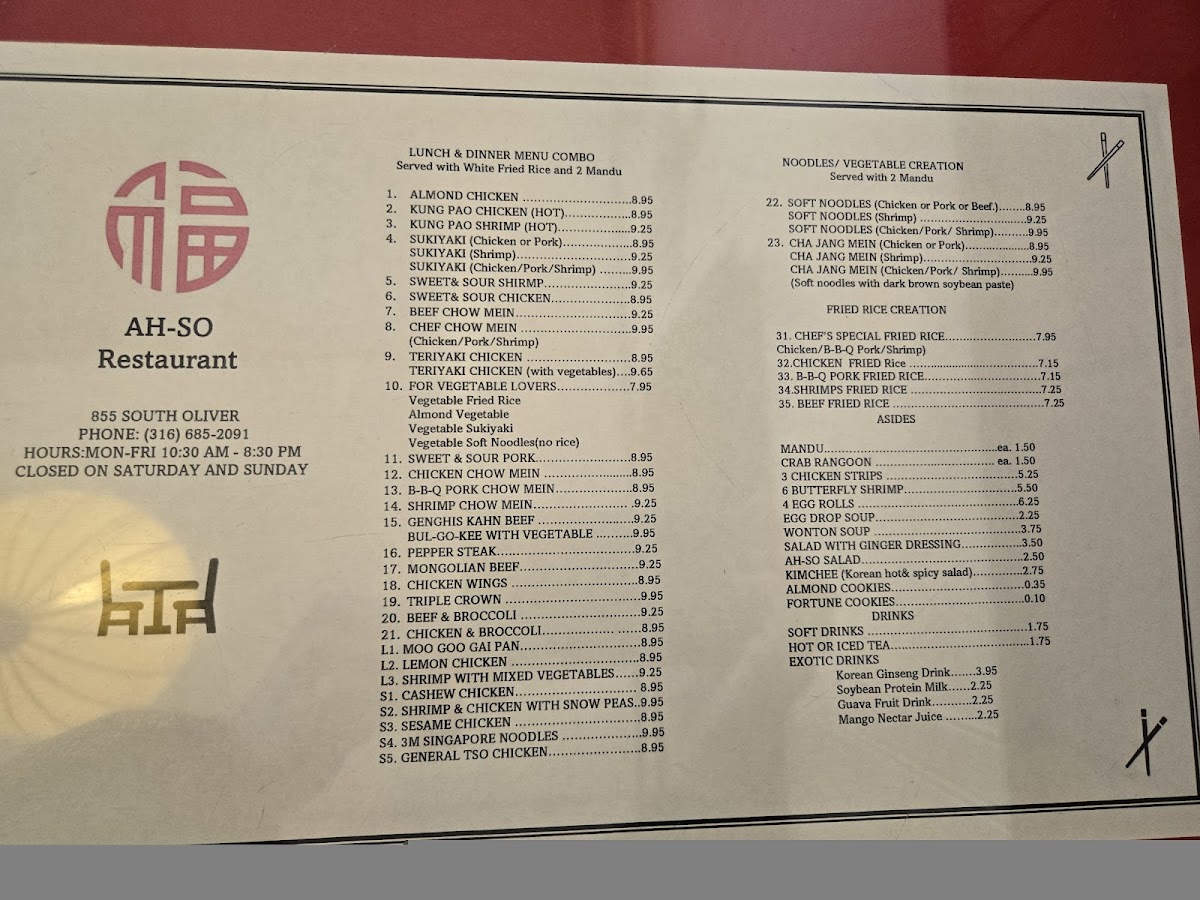 福
AH-SO
Restaurant
855 SOUTH OLIVER
PHONE: (316) 685-2091
HOURS:MON-FRI 10:30 AM - 8:30 PM
CLOSED ON SATURDAY AND SUNDAY
LUNCH & DINNER MENU COMBO
Served with White Fried Rice and 2 Mandu
1. ALMOND CHICKEN ............................8.95
2. KUNG PAO CHICKEN (HOT).................8.95
3. KUNG PAO SHRIMP (HOT)...................9.25
4. SUKIYAKI (Chicken or Pork)..................8.95
SUKIYAKI (Shrimp)..............................9.25
SUKIYAKI (Chicken/Pork/Shrimp) .........9.95
5. SWEET& SOUR SHIRMP......................9.25
6. SWEET& SOUR CHICKEN....................8.95
7. BEEF CHOW MEIN..............................9.25
8. CHEF CHOW MEIN .............................9.95
(Chicken/Pork/Shrimp)
9. TERIYAKI CHICKEN ...........................8.95
TERIYAKI CHICKEN (with vegetables)....9.65
10. FOR VEGETABLE LOVERS...................7.95
Vegetable Fried Rice
Almond Vegetable
Vegetable Sukiyaki
Vegetable Soft Noodles(no rice)
11. SWEET & SOUR PORK........................8.95
12. CHICKEN CHOW MEIN .......................8.95
13. B-B-Q PORK CHOW MEIN....................8.95
14. SHRIMP CHOW MEIN......................... .9.25
15. GENGHIS KAHN BEEF .........................9.25
BUL-GO-KEE WITH VEGETABLE ..........9.95
16. PEPPER STEAK...................................9.25
17. MONGOLIAN BEEF..............................9.25
18. CHICKEN WINGS ................................8.95
19. TRIPLE CROWN ..................................9.95
20. BEEF & BROCCOLI ..............................9.25
21. CHICKEN & BROCCOLI.................. ......8.95
L1. MOO GOO GAI PAN..............................8.95
L2. LEMON CHICKEN ................................8.95
L3. SHRIMP WITH MIXED VEGETABLES......9.25
S1. CASHEW CHICKEN.............................. 8.95
S2. SHRIMP & CHICKEN WITH SNOW PEAS..9.95
S3. SESAME CHICKEN ................................8.95
S4. 3M SINGAPORE NOODLES ....................9.95
S5. GENERAL TSO CHICKEN.......................8.95
NOODLES/ VEGETABLE CREATION
Served with 2 Mandu
22. SOFT NOODLES (Chicken or Pork or Beef.)........8.95
SOFT NOODLES (Shrimp) ............................9.25
SOFT NOODLES (Chicken/Pork/ Shrimp)..........9.95
23. CHA JANG MEIN (Chicken or Pork).....................8.95
CHA JANG MEIN (Shrimp)............................9.25
CHA JANG MEIN (Chicken/Pork/ Shrimp).........9.95
(Soft noodles with dark brown soybean paste)
FRIED RICE CREATION
31. CHEF'S SPECIAL FRIED RICE.......................7.95
Chicken/B-B-Q Pork/Shrimp)
32.CHICKEN FRIED Rice ...............................7.15
33. B-B-Q PORK FRIED RICE.............................7.15
34.SHRIMPS FRIED RICE ................................7.25
35. BEEF FRIED RICE ......................................7.25
ASIDES
MANDU...........................................ea. 1.50
CRAB RANGOON ............................. ea. 1.50
3 CHICKEN STRIPS .................................5.25
6 BUTTERFLY SHRIMP............................5.50
4 EGG ROLLS ........................................6.25
EGG DROP SOUP...................................2.25
WONTON SOUP .....................................3.75
SALAD WITH GINGER DRESSING...............3.50
AH-SO SALAD........................................2.50
KIMCHEE (Korean hot& spicy salad)............2.75
ALMOND COOKIES.................................0.35
FORTUNE COOKIES................................0.10
DRINKS
SOFT DRINKS ........................................1.75
HOT OR ICED TEA...................................1.75
EXOTIC DRINKS
Korean Ginseng Drink.......3.95
Soybean Protein Milk......2.25
Guava Fruit Drink...........2.25
Mango Nectar Juice .........2.25